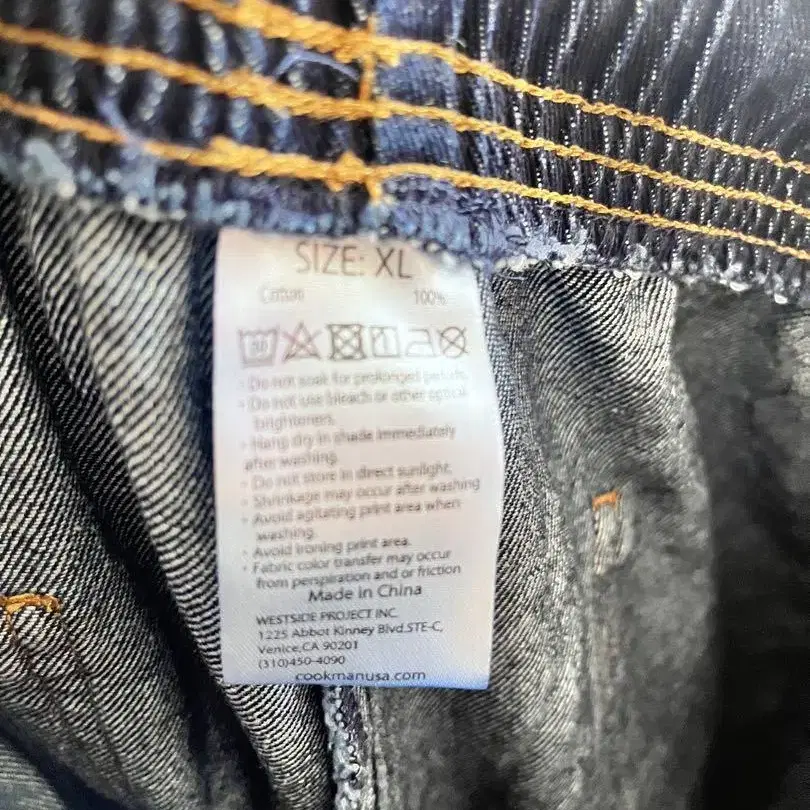 SIZE: XL
Cotton 100%
30
• Do not soak for prolonged periods.
• Do not use bleach or other optical
brighteners.
• Hang dry in shade immediately
after washing.
• Do not store in direct sunlight.
• Shrinkage may occur after washing
• Avoid agitating print area when
washing.
• Avoid ironing print area.
• Fabric color transfer may occur
from perspiration and or friction
Made in China
WESTSIDE PROJECT INC.
1225 Abbot Kinney Blvd.STE-C,
Venice,CA 90201
(310)450-4090
cookmanusa.com